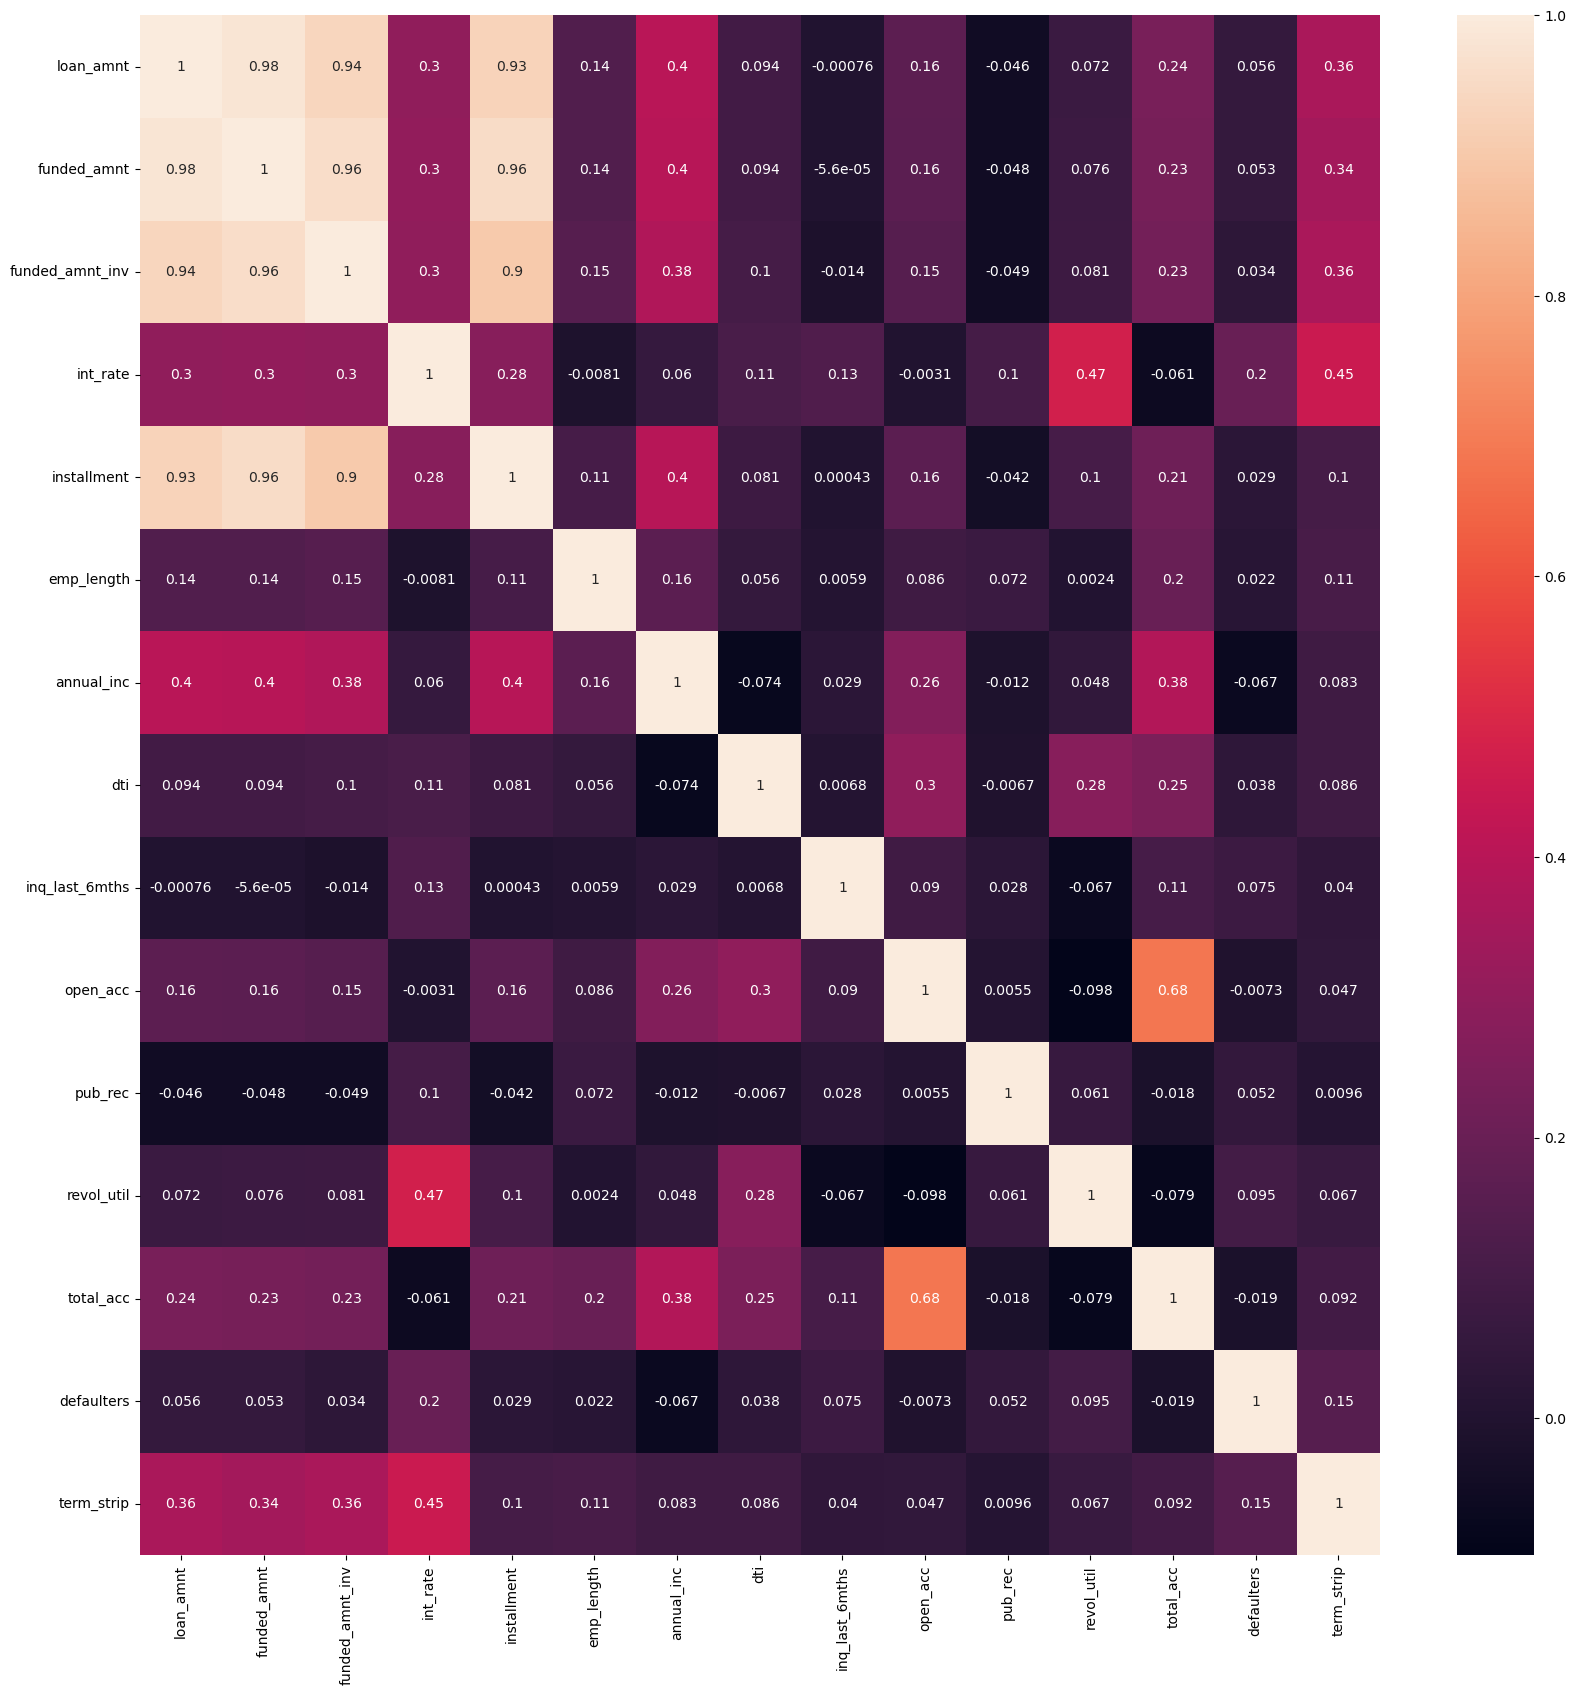 loan_amnt 1 0.98 0.94 0.3 0.93 0.14 0.4 0.094 -0.00076 0.16 -0.046 0.072 0.24 0.056 0.36
funded_amnt 0.98 1 0.96 0.3 0.96 0.14 0.4 0.094 -5.6e-05 0.16 -0.048 0.076 0.23 0.053 0.34
funded_amnt_inv 0.94 0.96 1 0.3 0.9 0.15 0.38 0.1 -0.014 0.15 -0.049 0.081 0.23 0.034 0.36
int_rate 0.3 0.3 0.3 1 0.28 -0.0081 0.06 0.11 0.13 -0.0031 0.1 0.47 -0.061 0.2 0.45
installment 0.93 0.96 0.9 0.28 1 0.11 0.4 0.081 0.00043 0.16 -0.042 0.1 0.21 0.029 0.1
emp_length 0.14 0.14 0.15 -0.0081 0.11 1 0.16 0.056 0.0059 0.086 0.072 0.0024 0.2 0.022 0.11
annual_inc 0.4 0.4 0.38 0.06 0.4 0.16 1 -0.074 0.029 0.26 -0.012 0.048 0.38 -0.067 0.083
dti 0.094 0.094 0.1 0.11 0.081 0.056 -0.074 1 0.0068 0.3 -0.0067 0.28 0.25 0.038 0.086
inq_last_6mths -0.00076 -5.6e-05 -0.014 0.13 0.00043 0.0059 0.029 0.0068 1 0.09 0.028 -0.067 0.11 0.075 0.04
open_acc 0.16 0.16 0.15 -0.0031 0.16 0.086 0.26 0.3 0.09 1 0.0055 -0.098 0.68 -0.0073 0.047
pub_rec -0.046 -0.048 -0.049 0.1 -0.042 0.072 -0.012 -0.0067 0.028 0.0055 1 0.061 -0.018 0.052 0.0096
revol_util 0.072 0.076 0.081 0.47 0.1 0.0024 0.048 0.28 -0.067 -0.098 0.061 1 -0.079 0.095 0.067
total_acc 0.24 0.23 0.23 -0.061 0.21 0.2 0.38 0.25 0.11 0.68 -0.018 -0.079 1 -0.019 0.092
defaulters 0.056 0.053 0.034 0.2 0.029 0.022 -0.067 0.038 0.075 -0.0073 0.052 0.095 -0.019 1 0.15
term_strip 0.36 0.34 0.36 0.45 0.1 0.11 0.083 0.086 0.04 0.047 0.0096 0.067 0.092 0.15 1
loan_amnt funded_amnt funded_amnt_inv int_rate installment emp_length annual_inc dti inq_last_6mths open_acc pub_rec revol_util total_acc defaulters term_strip
1.0
0.8
0.6
0.4
0.2
0.0